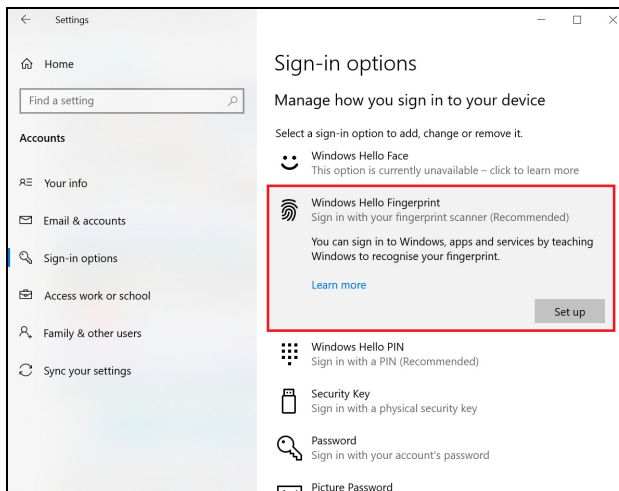 Settings
Home
Find a setting
Accounts
Your info
Email & accounts
Sign-in options
Access work or school
Family & other users
Sync your settings
Sign-in options
Manage how you sign in to your device
Select a sign-in option to add, change or remove it.
Windows Hello Face
This option is currently unavailable – click to learn more
Windows Hello Fingerprint
Sign in with your fingerprint scanner (Recommended)
You can sign in to Windows, apps and services by teaching
Windows to recognise your fingerprint.
Learn more
Set up
Windows Hello PIN
Sign in with a PIN (Recommended)
Security Key
Sign in with a physical security key
Password
Sign in with your account's password
Picture Password